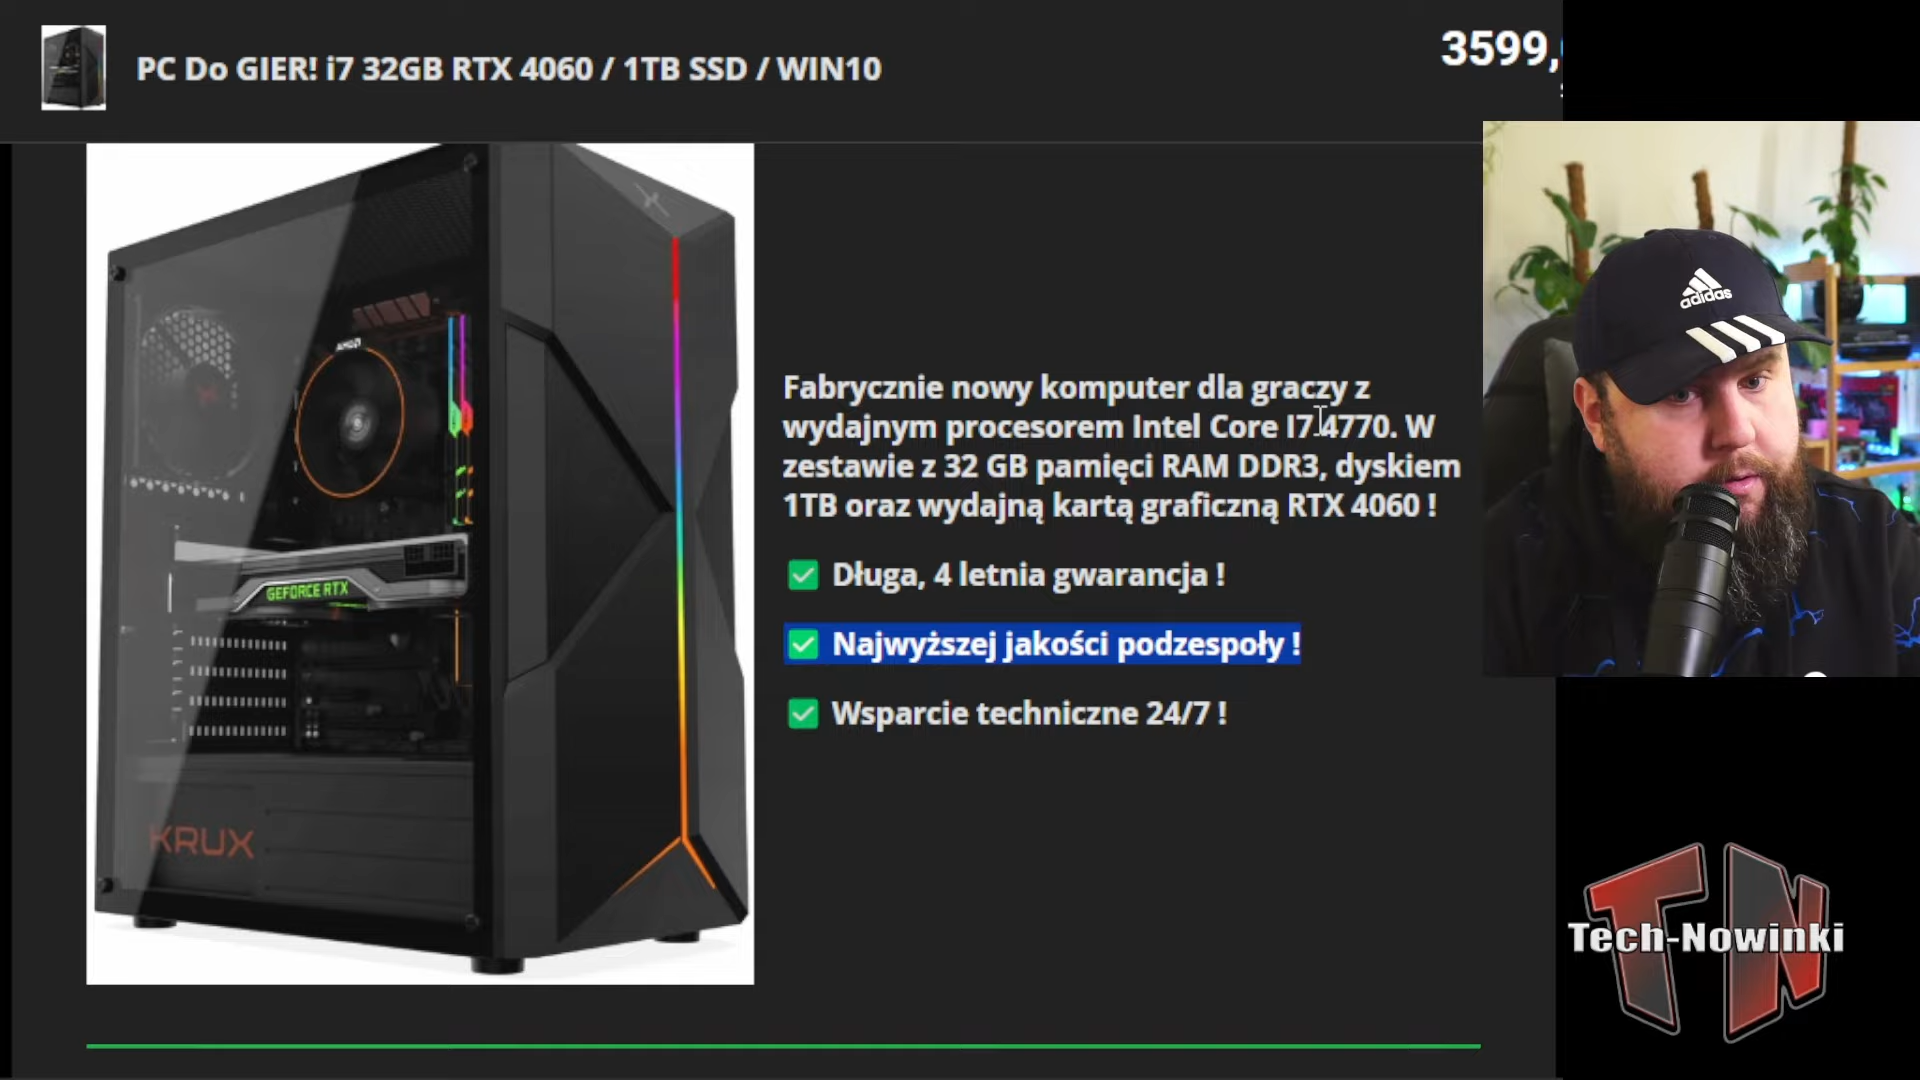 PC Do GIER! i7 32GB RTX 4060 / 1TB SSD / WIN10
3599,
adidas
AMD
GEFORCE RTX
KRUX
Fabrycznie nowy komputer dla graczy z
wydajnym procesorem Intel Core I7 4770. W
zestawie z 32 GB pamięci RAM DDR3, dyskiem
1TB oraz wydajną kartą graficzną RTX 4060 !
✅ Długa, 4 letnia gwarancja !
✅ Najwyższej jakości podzespoły !
✅ Wsparcie techniczne 24/7 !
TN
Tech-Nowinki